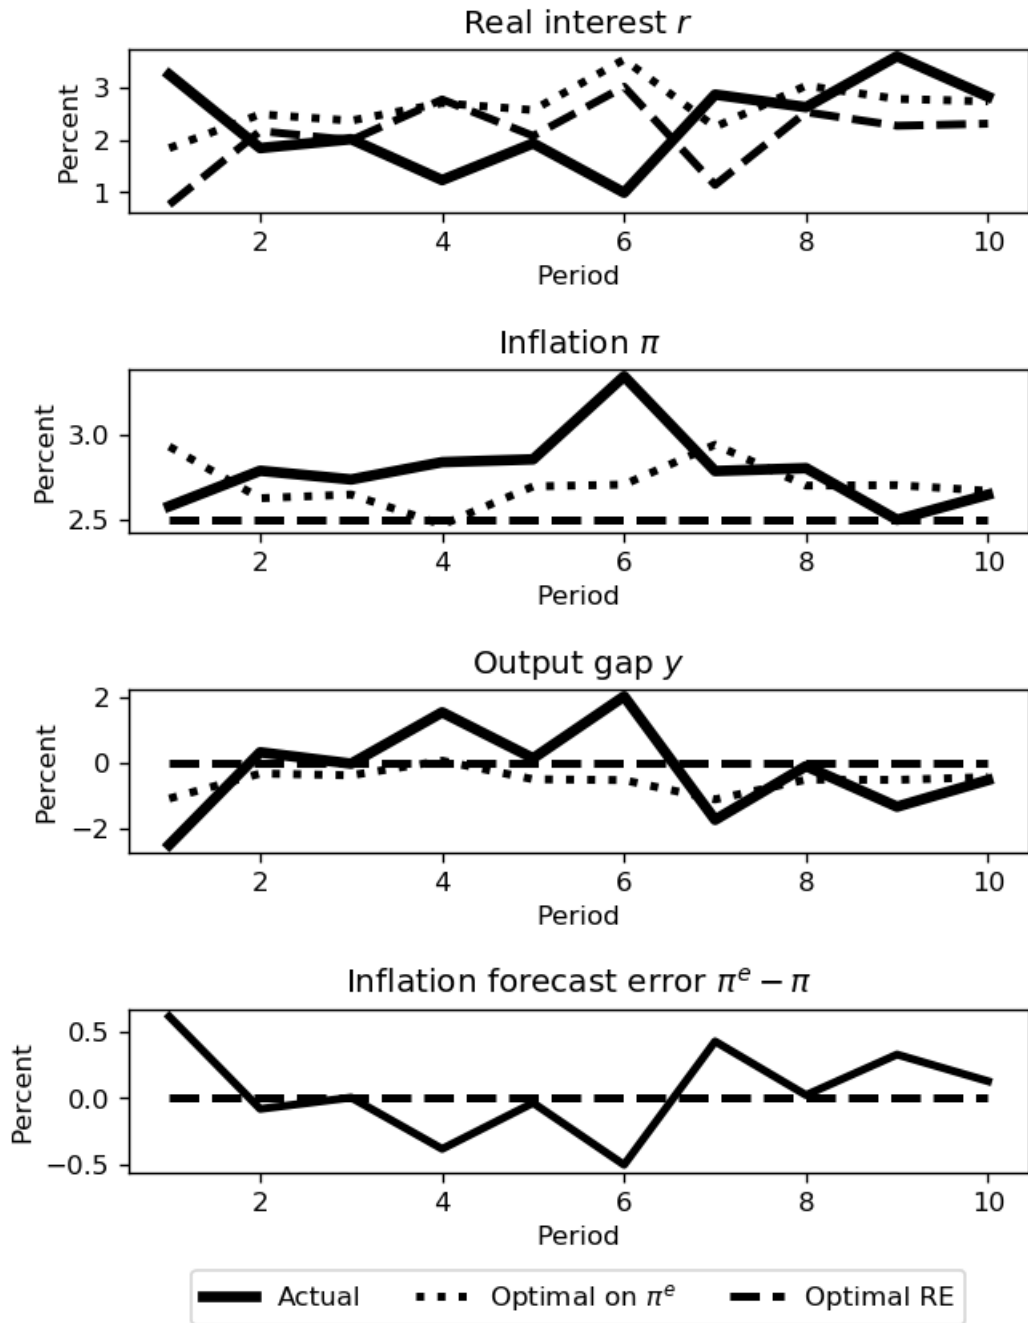 Real interest r
Percent
3
2
1
2 4 6 8 10
Period
Inflation π
Percent
3.0
2.5
2 4 6 8 10
Period
Output gap y
Percent
2
0
−2
2 4 6 8 10
Period
Inflation forecast error πᵉ − π
Percent
0.5
0.0
−0.5
2 4 6 8 10
Period
Actual Optimal on πᵉ Optimal RE